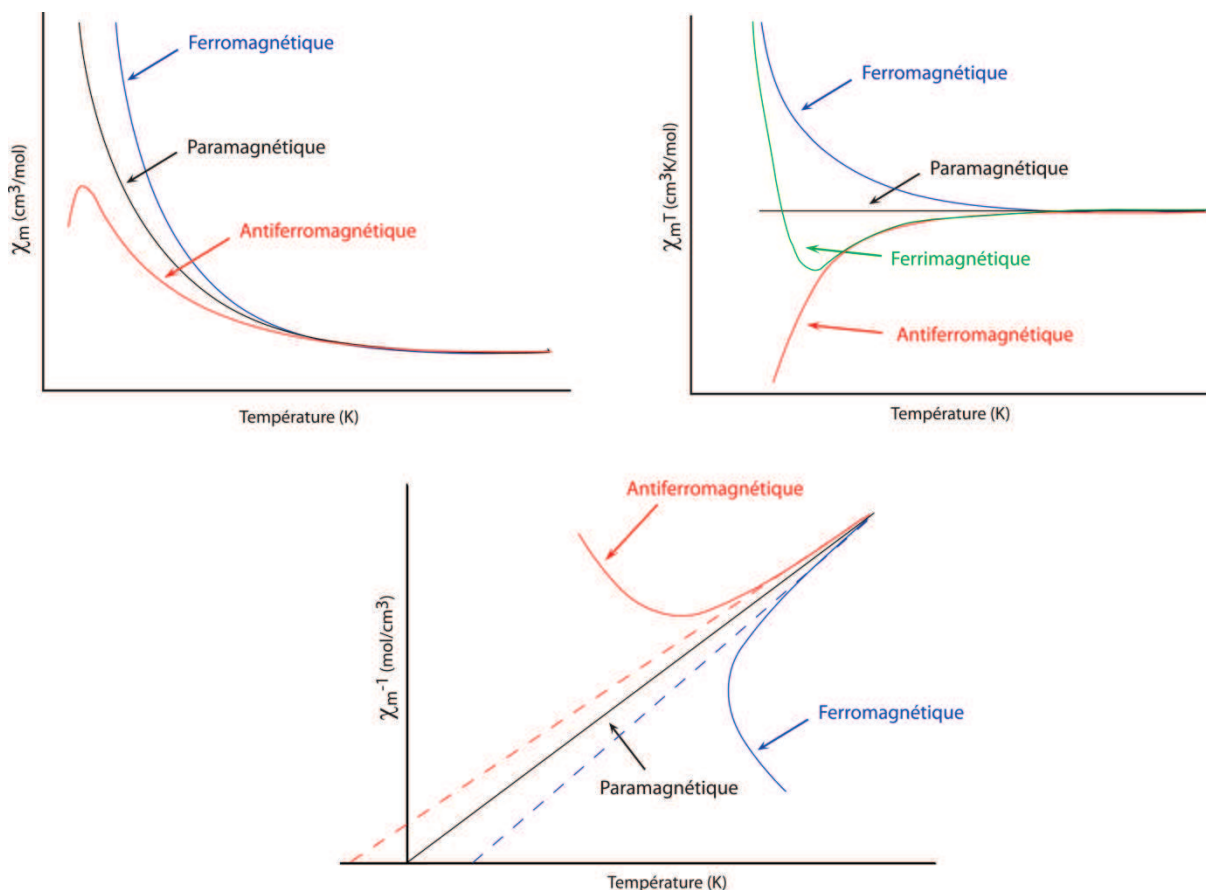 Ferromagnétique
Paramagnétique
Antiferromagnétique
χm (cm³/mol)
Température (K)
Ferromagnétique
Paramagnétique
Ferrimagnétique
Antiferromagnétique
χmT (cm³K/mol)
Température (K)
Antiferromagnétique
Ferromagnétique
Paramagnétique
χm⁻¹ (mol/cm³)
Température (K)